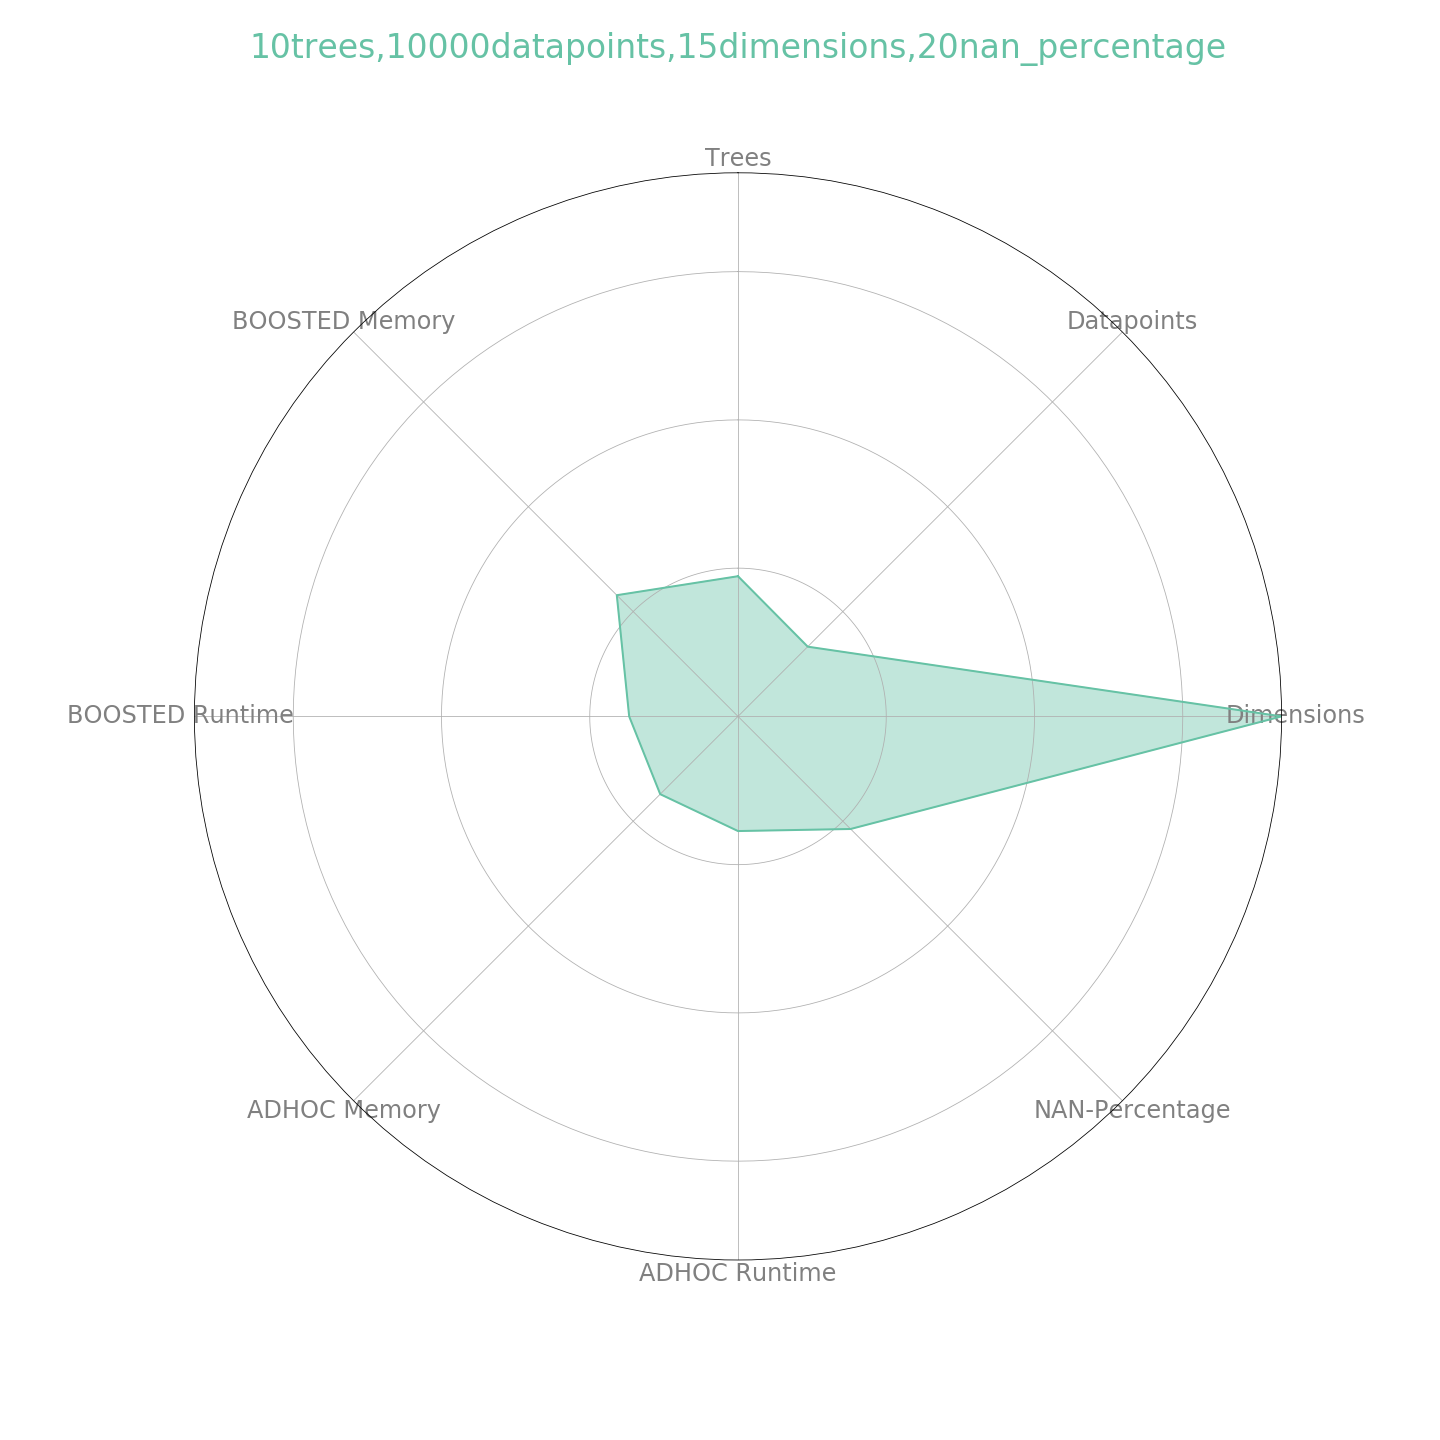 10trees,10000datapoints,15dimensions,20nan_percentage
Trees
BOOSTED Memory
Datapoints
BOOSTED Runtime
Dimensions
ADHOC Memory
NAN-Percentage
ADHOC Runtime